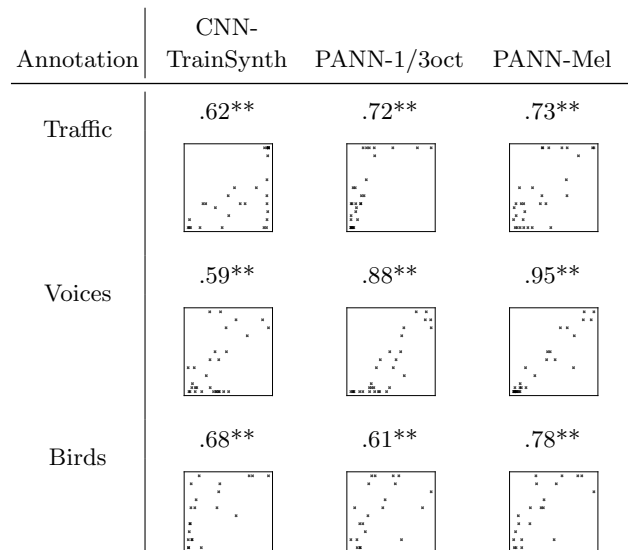 CNN-
Annotation TrainSynth PANN-1/3oct PANN-Mel
.62** .72** .73**
Traffic
.59** .88** .95**
Voices
.68** .61** .78**
Birds